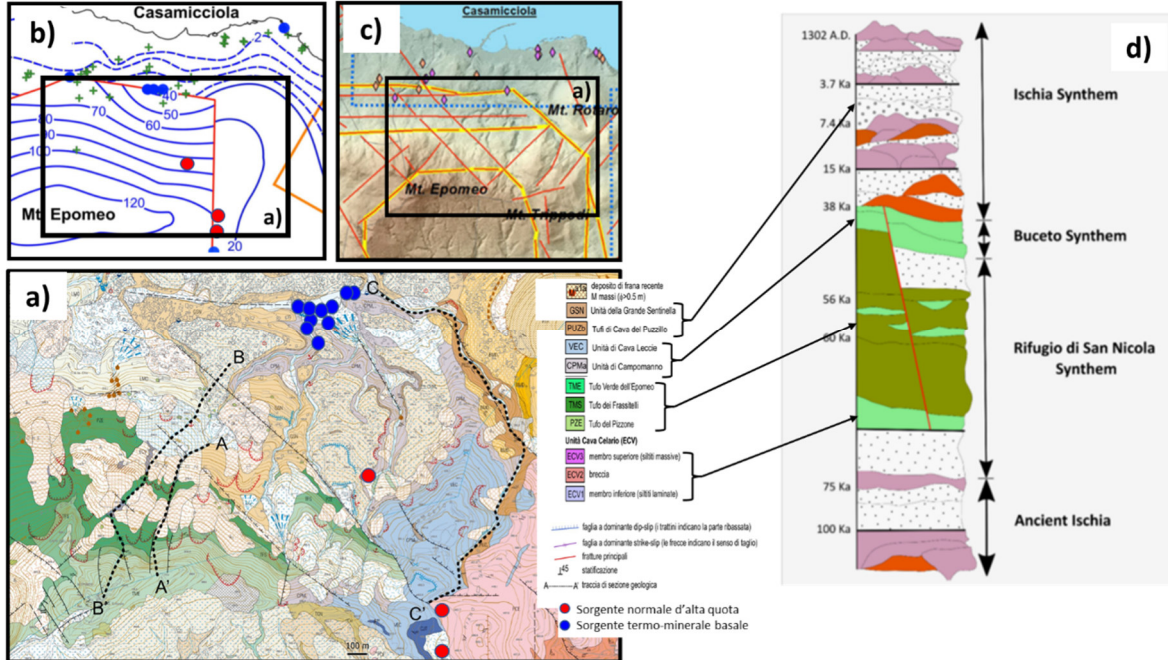 b)
Casamicciola
2
40
50
60
70
80
90
100
120
20
Mt. Epomeo
a)
c)
Casamicciola
a)
Mt. Rotaro
Mt. Epomeo
Mt. Trippodi
d)
1302 A.D.
3.7 Ka
7.4 Ka
15 Ka
38 Ka
56 Ka
60 Ka
75 Ka
100 Ka
Ischia Synthem
Buceto Synthem
Rifugio di San Nicola
Synthem
Ancient Ischia
a)
C
B
A
A'
B'
C'
100 m
deposito di frana recente
M massi (ϕ>0.5 m)
GSN Unità della Grande Sentinella
PUZb Tufi di Cava del Puzzillo
VEC Unità di Cava Leccie
CPMa Unità di Campomanno
TME Tufo Verde dell'Epomeo
TMS Tufo dei Frassitelli
PZE Tufo del Pizzone
Unità Cava Celario (ECV)
ECV3 membro superiore (siltiti massive)
ECV2 breccia
ECV1 membro inferiore (siltiti laminate)
faglia a dominante dip-slip (i trattini indicano la parte ribassata)
faglia a dominante strike-slip (le frecce indicano il senso di taglio)
fratture principali
45 stratificazione
A A' traccia di sezione geologica
Sorgente normale d'alta quota
Sorgente termo-minerale basale